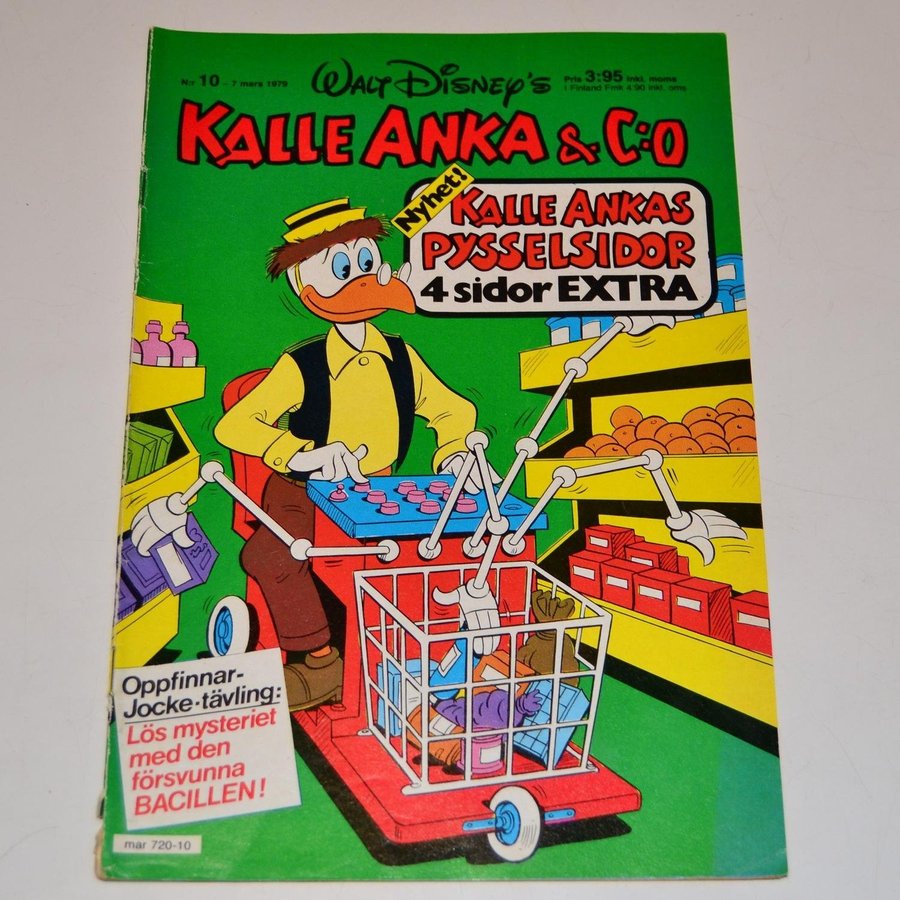 N:r 10 – 7 mars 1979
WALT DISNEY'S
Pris 3:95 inkl. moms
I Finland Fmk 4:90 inkl. oms
KALLE ANKA & C:O
Nyhet!
KALLE ANKAS
PYSSELSIDOR
4 sidor EXTRA
Oppfinnar-
Jocke-tävling:
Lös mysteriet
med den
försvunna
BACILLEN!
mar 720-10